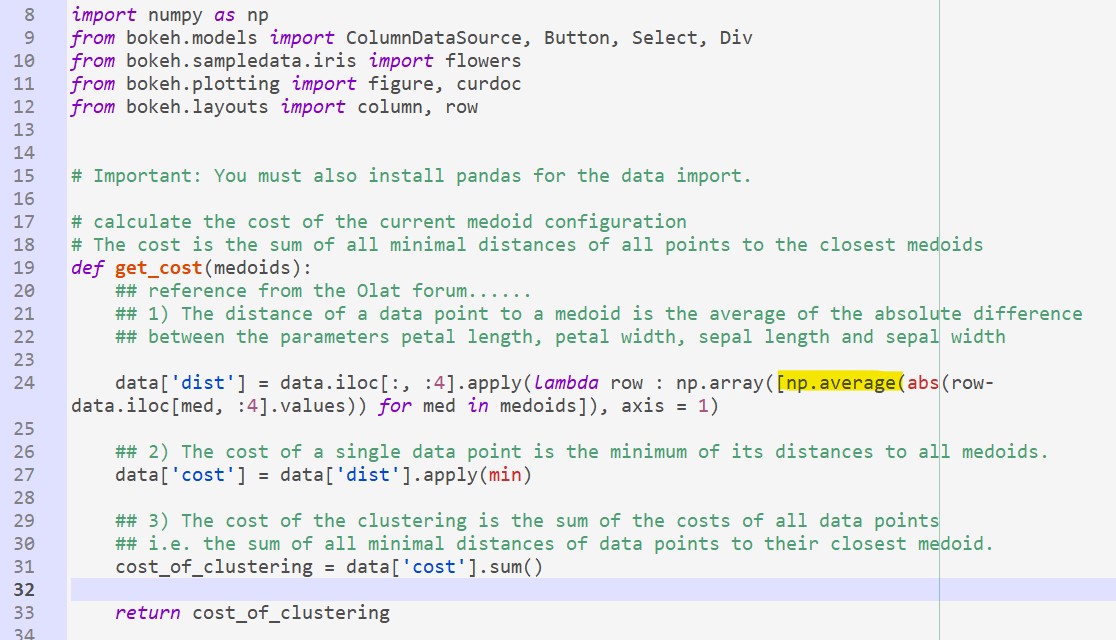 8 import numpy as np
9 from bokeh.models import ColumnDataSource, Button, Select, Div
10 from bokeh.sampledata.iris import flowers
11 from bokeh.plotting import figure, curdoc
12 from bokeh.layouts import column, row
13
14
15 # Important: You must also install pandas for the data import.
16
17 # calculate the cost of the current medoid configuration
18 # The cost is the sum of all minimal distances of all points to the closest medoids
19 def get_cost(medoids):
20     ## reference from the Olat forum......
21     ## 1) The distance of a data point to a medoid is the average of the absolute difference
22     ## between the parameters petal length, petal width, sepal length and sepal width
23
24     data['dist'] = data.iloc[:, :4].apply(lambda row : np.array([np.average(abs(row-
data.iloc[med, :4].values)) for med in medoids]), axis = 1)
25
26     ## 2) The cost of a single data point is the minimum of its distances to all medoids.
27     data['cost'] = data['dist'].apply(min)
28
29     ## 3) The cost of the clustering is the sum of the costs of all data points
30     ## i.e. the sum of all minimal distances of data points to their closest medoid.
31     cost_of_clustering = data['cost'].sum()
32
33     return cost_of_clustering
34